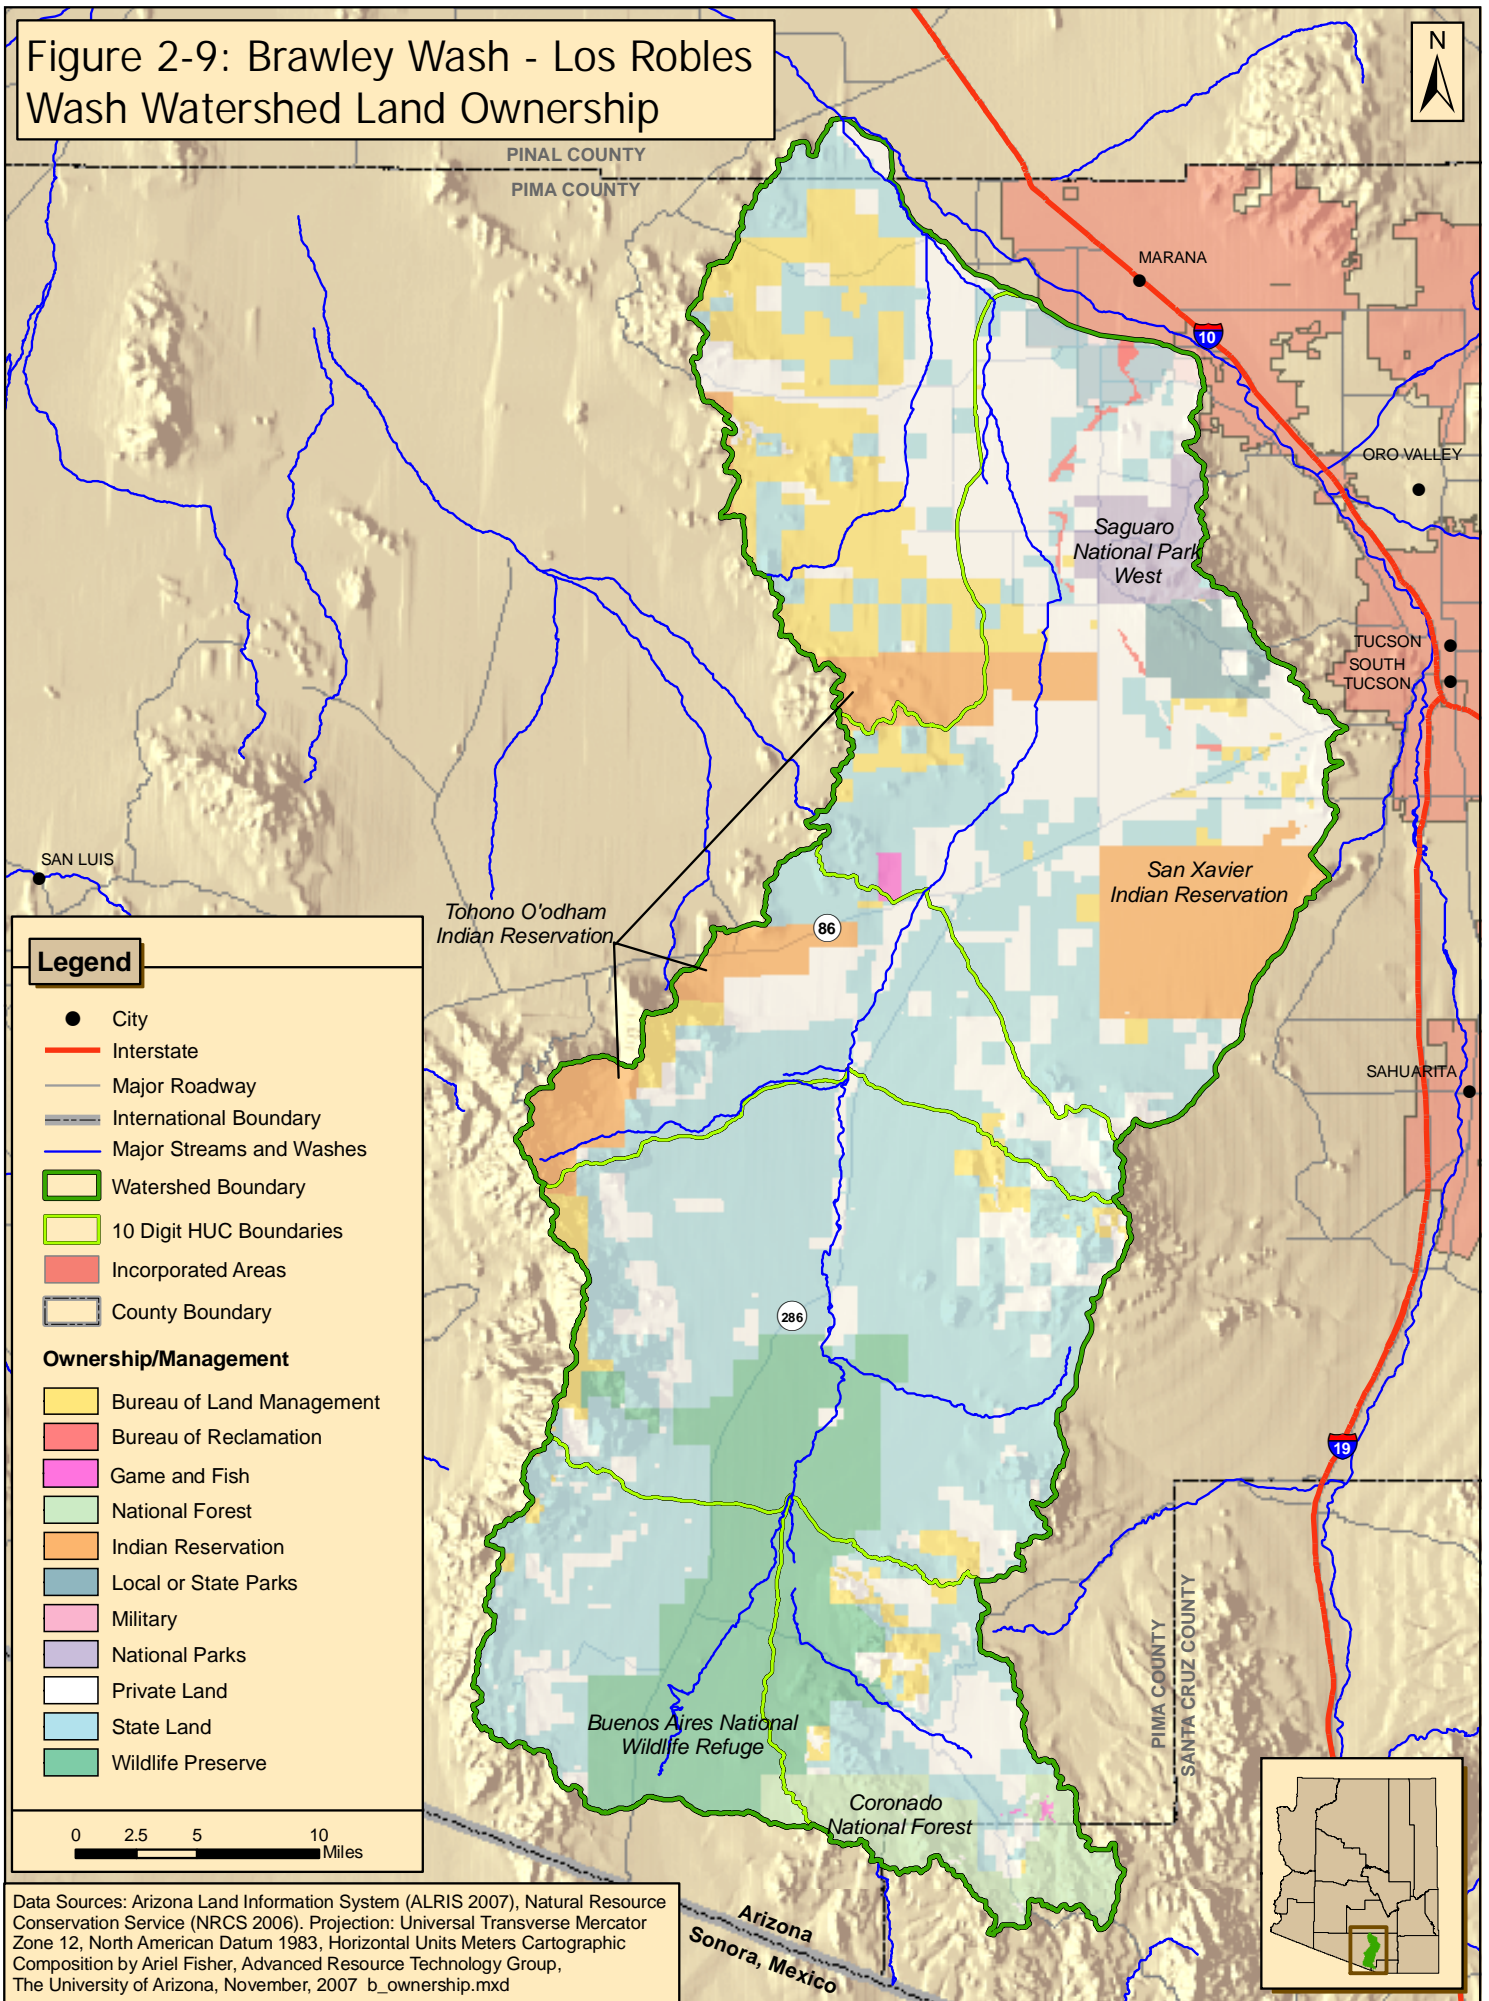 Figure 2-9: Brawley Wash - Los Robles
Wash Watershed Land Ownership
N
PINAL COUNTY
PIMA COUNTY
MARANA
10
ORO VALLEY
Saguaro
National Park
West
TUCSON
SOUTH
TUCSON
SAN LUIS
San Xavier
Indian Reservation
Tohono O'odham
Indian Reservation
86
SAHUARITA
286
19
PIMA COUNTY
SANTA CRUZ COUNTY
Buenos Aires National
Wildlife Refuge
Coronado
National Forest
Arizona
Sonora, Mexico
Legend
City
Interstate
Major Roadway
International Boundary
Major Streams and Washes
Watershed Boundary
10 Digit HUC Boundaries
Incorporated Areas
County Boundary
Ownership/Management
Bureau of Land Management
Bureau of Reclamation
Game and Fish
National Forest
Indian Reservation
Local or State Parks
Military
National Parks
Private Land
State Land
Wildlife Preserve
0 2.5 5 10
Miles
Data Sources: Arizona Land Information System (ALRIS 2007), Natural Resource
Conservation Service (NRCS 2006). Projection: Universal Transverse Mercator
Zone 12, North American Datum 1983, Horizontal Units Meters Cartographic
Composition by Ariel Fisher, Advanced Resource Technology Group,
The University of Arizona, November, 2007 b_ownership.mxd